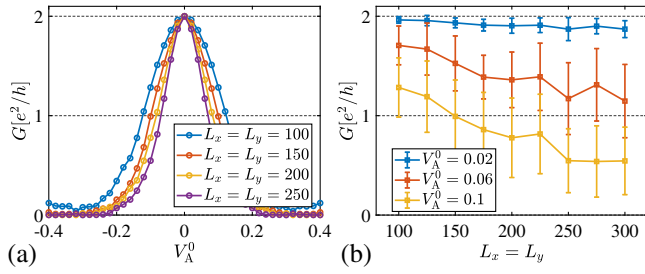 2
1
0
G[e²/h]
-0.4 -0.2 0 0.2 0.4
V_A^0
L_x = L_y = 100
L_x = L_y = 150
L_x = L_y = 200
L_x = L_y = 250
(a)
2
1
0
G[e²/h]
100 150 200 250 300
L_x = L_y
V_A^0 = 0.02
V_A^0 = 0.06
V_A^0 = 0.1
(b)